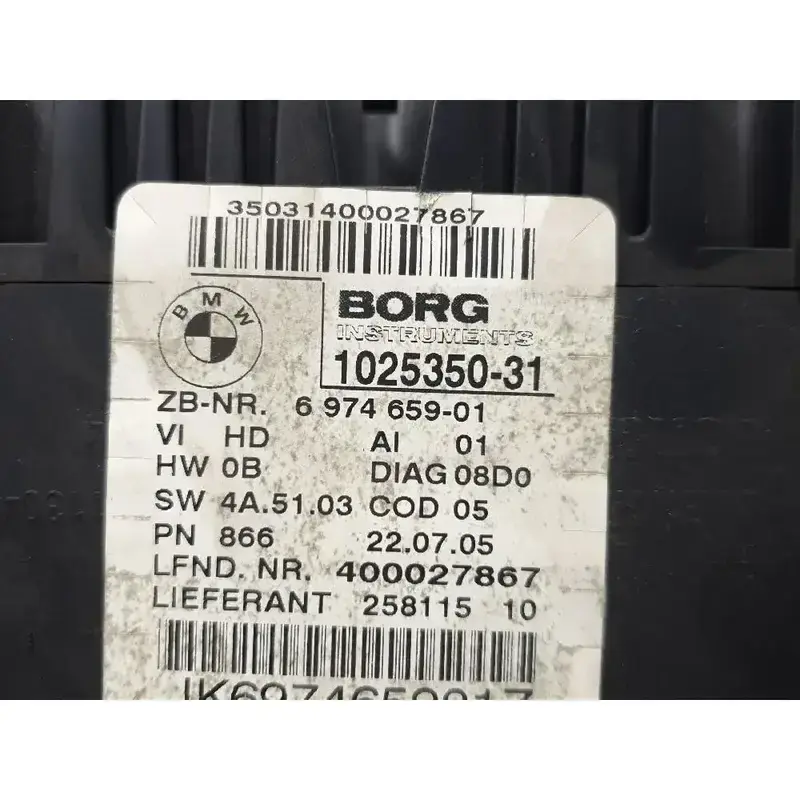 35031400027867
BMW
BORG
INSTRUMENTS
1025350-31
ZB-NR. 6 974 659-01
VI HD AI 01
HW 0B DIAG 08D0
SW 4A.51.03 COD 05
PN 866 22.07.05
LFND. NR. 400027867
LIEFERANT 258115 10